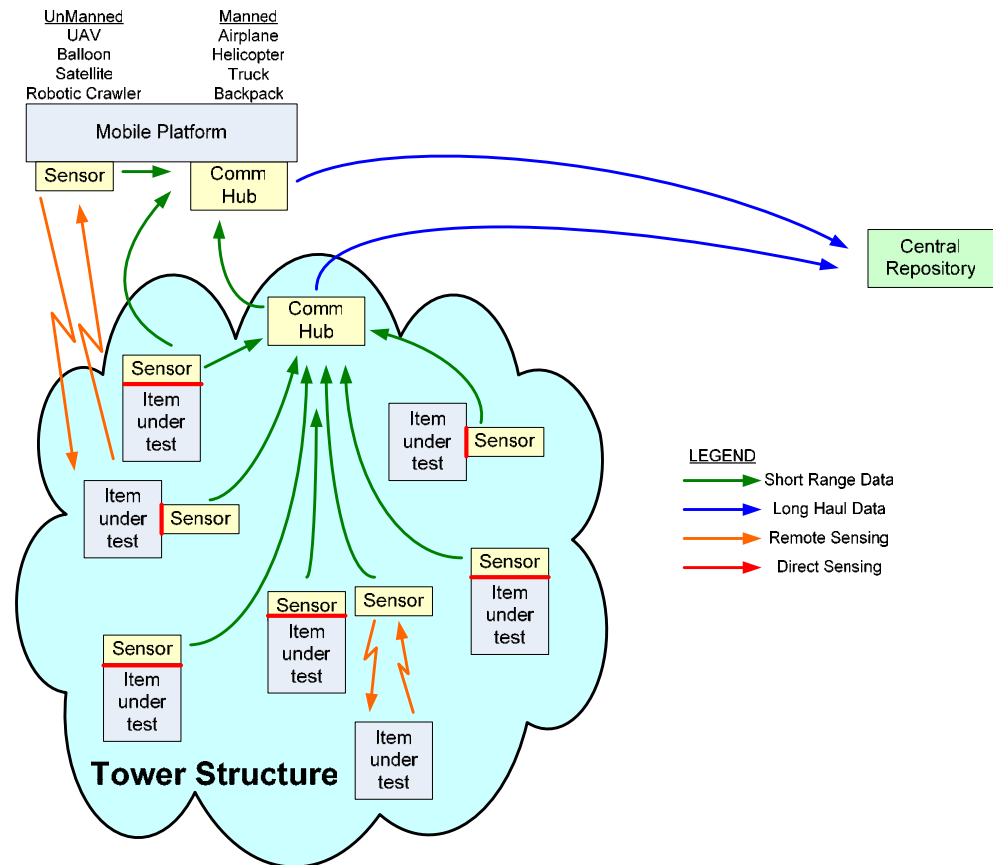 UnManned
UAV
Balloon
Satellite
Robotic Crawler
Manned
Airplane
Helicopter
Truck
Backpack
Mobile Platform
Sensor
Comm
Hub
Central
Repository
Comm
Hub
Sensor
Item
under
test
Item
under
test
Sensor
Item
under
test
Sensor
LEGEND
Short Range Data
Long Haul Data
Remote Sensing
Direct Sensing
Sensor
Item
under
test
Sensor
Item
under
test
Sensor
Sensor
Item
under
test
Item
under
test
Tower Structure